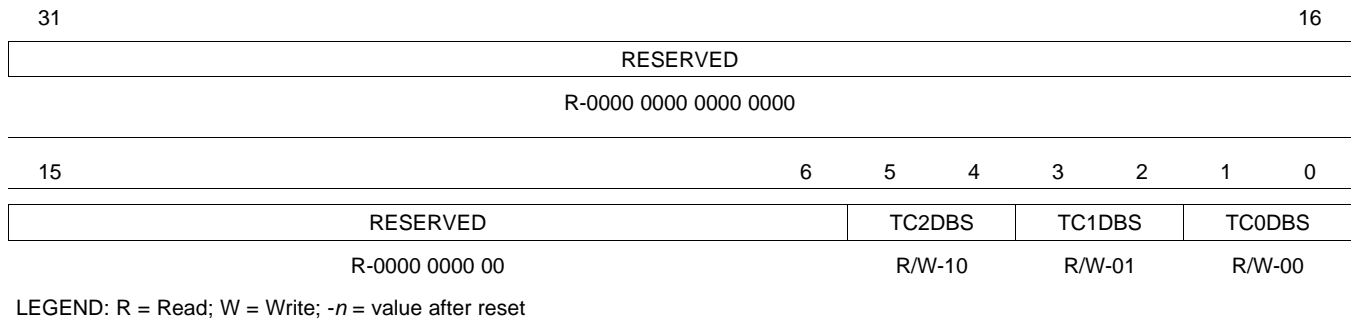 31 16
RESERVED
R-0000 0000 0000 0000
15 6 5 4 3 2 1 0
RESERVED TC2DBS TC1DBS TC0DBS
R-0000 0000 00 R/W-10 R/W-01 R/W-00
LEGEND: R = Read; W = Write; -n = value after reset